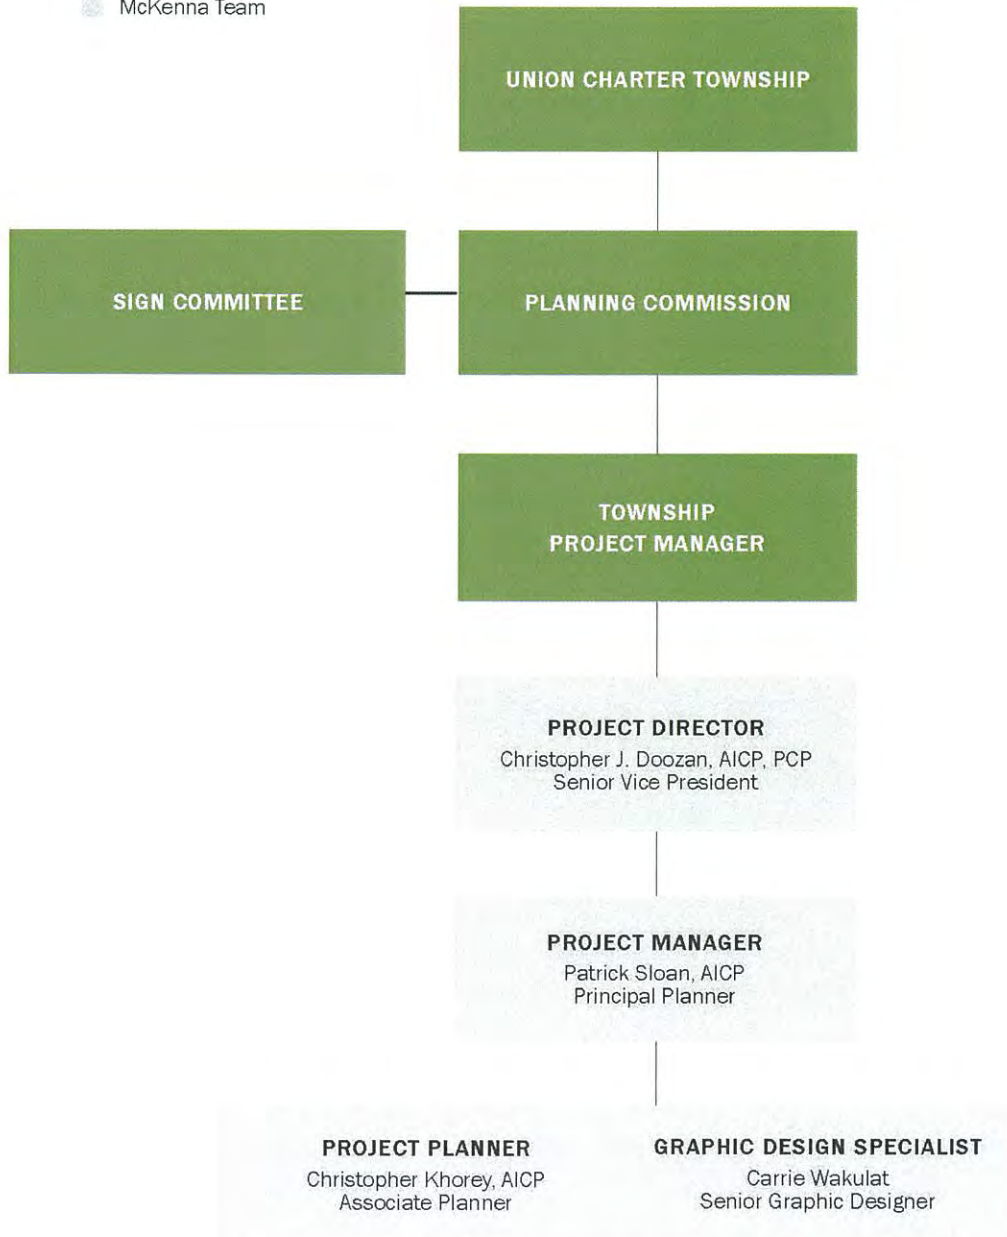 McKenna Team
UNION CHARTER TOWNSHIP
SIGN COMMITTEE
PLANNING COMMISSION
TOWNSHIP
PROJECT MANAGER
PROJECT DIRECTOR
Christopher J. Doozan, AICP, PCP
Senior Vice President
PROJECT MANAGER
Patrick Sloan, AICP
Principal Planner
PROJECT PLANNER
Christopher Khorey, AICP
Associate Planner
GRAPHIC DESIGN SPECIALIST
Carrie Wakulat
Senior Graphic Designer